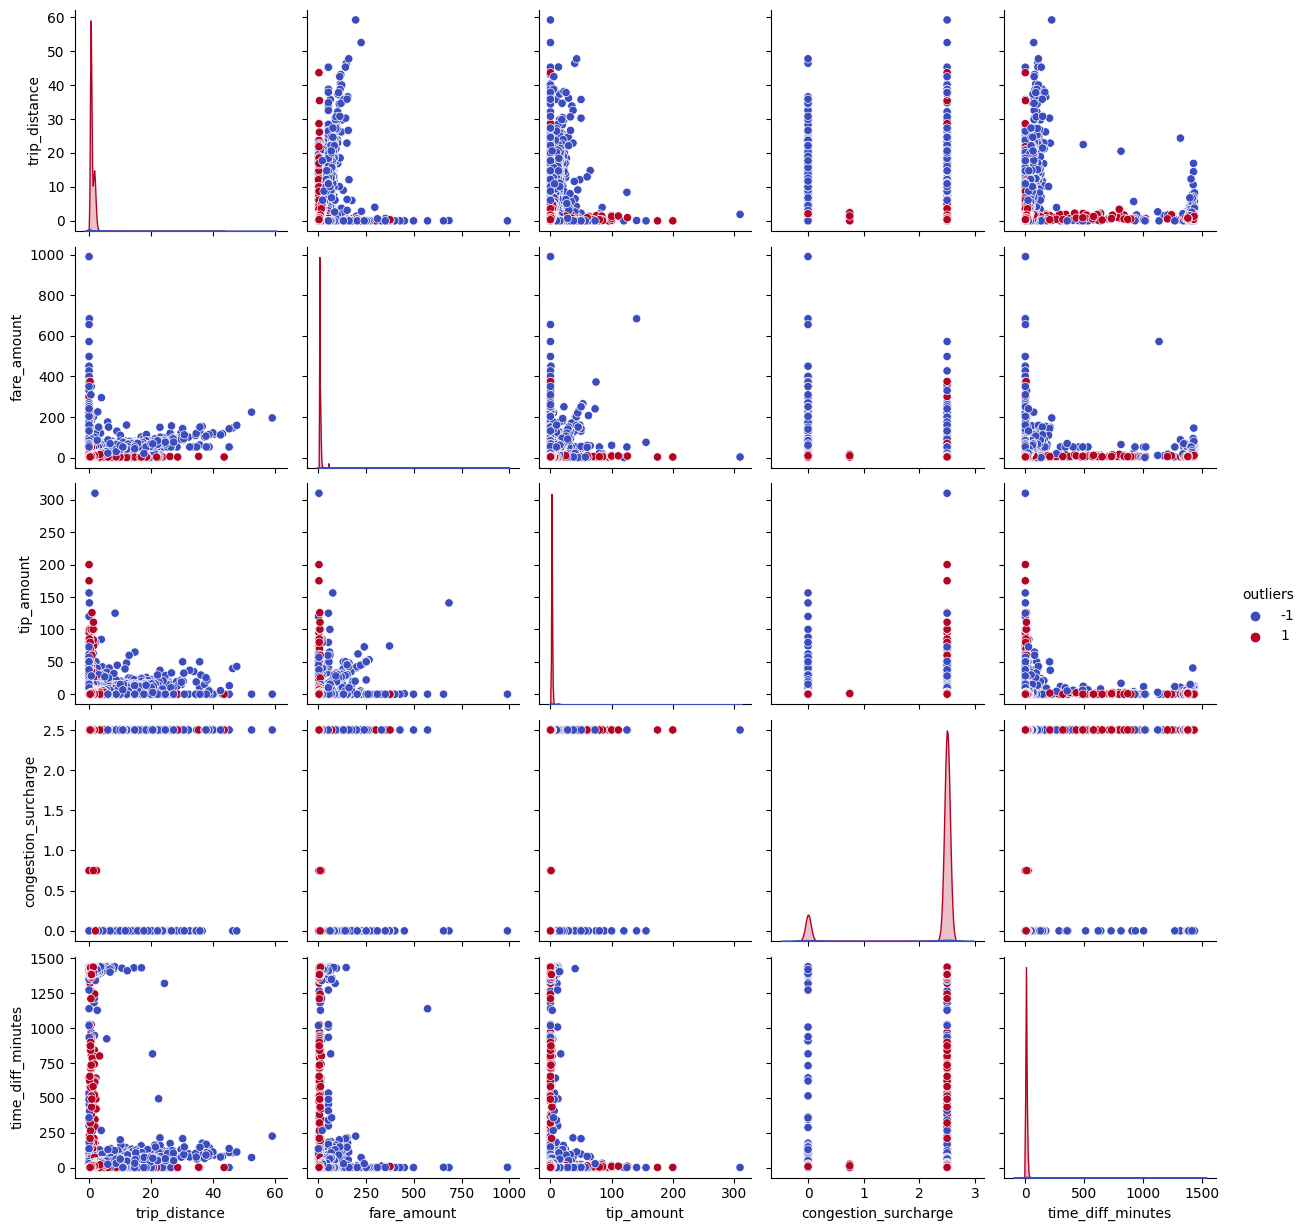 60
50
40
30
20
10
0
trip_distance
1000
800
600
400
200
0
fare_amount
300
250
200
150
100
50
0
tip_amount
outliers
-1
1
2.5
2.0
1.5
1.0
0.5
0.0
congestion_surcharge
1500
1250
1000
750
500
250
0
time_diff_minutes
0 20 40 60
0 250 500 750 1000
0 100 200 300
0 1 2 3
0 500 1000 1500
trip_distance
fare_amount
tip_amount
congestion_surcharge
time_diff_minutes